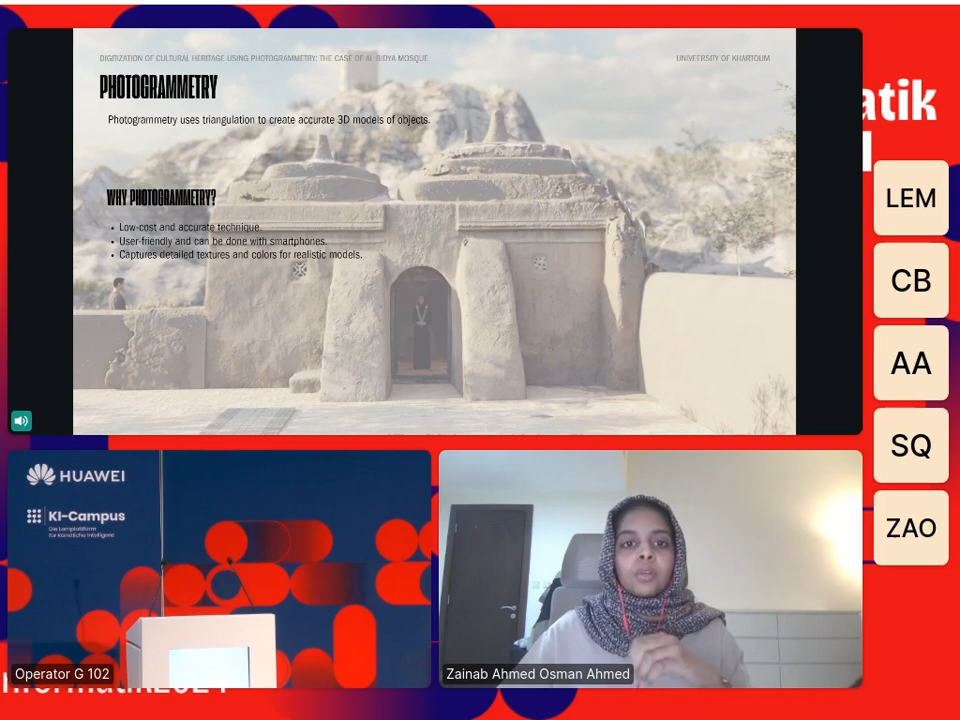 DIGITIZATION OF CULTURAL HERITAGE USING PHOTOGRAMMETRY: THE CASE OF AL BIDYA MOSQUE
UNIVERSITY OF KHARTOUM
PHOTOGRAMMETRY
Photogrammetry uses triangulation to create accurate 3D models of objects.
WHY PHOTOGRAMMETRY?
• Low-cost and accurate technique.
• User-friendly and can be done with smartphones.
• Captures detailed textures and colors for realistic models.
atik
LEM
CB
AA
SQ
ZAO
HUAWEI
KI-Campus
Die Lernplattform
für Künstliche Intelligenz
Operator G 102
Zainab Ahmed Osman Ahmed